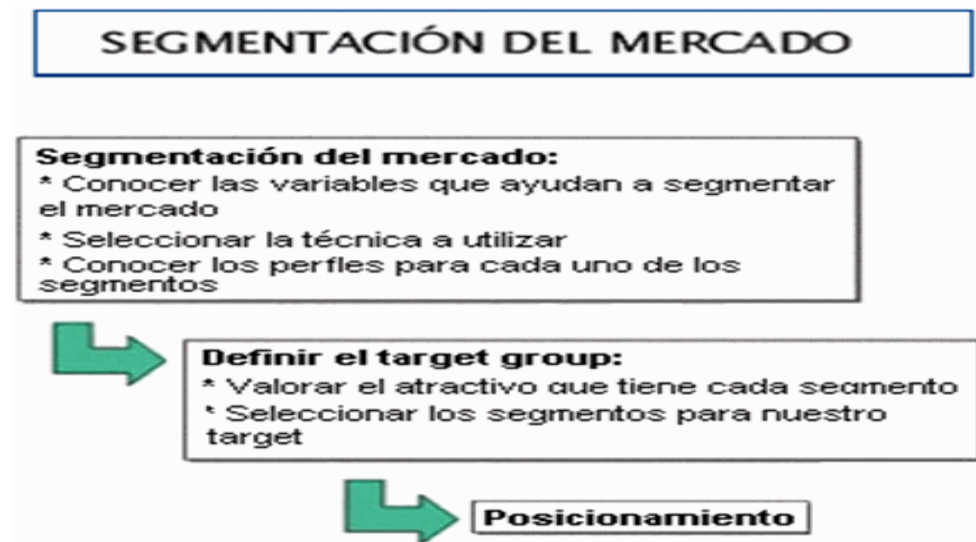 SEGMENTACIÓN DEL MERCADO
Segmentación del mercado:
* Conocer las variables que ayudan a segmentar
el mercado
* Seleccionar la técnica a utilizar
* Conocer los perfles para cada uno de los
segmentos
Definir el target group:
* Valorar el atractivo que tiene cada segmento
* Seleccionar los segmentos para nuestro
target
Posicionamiento